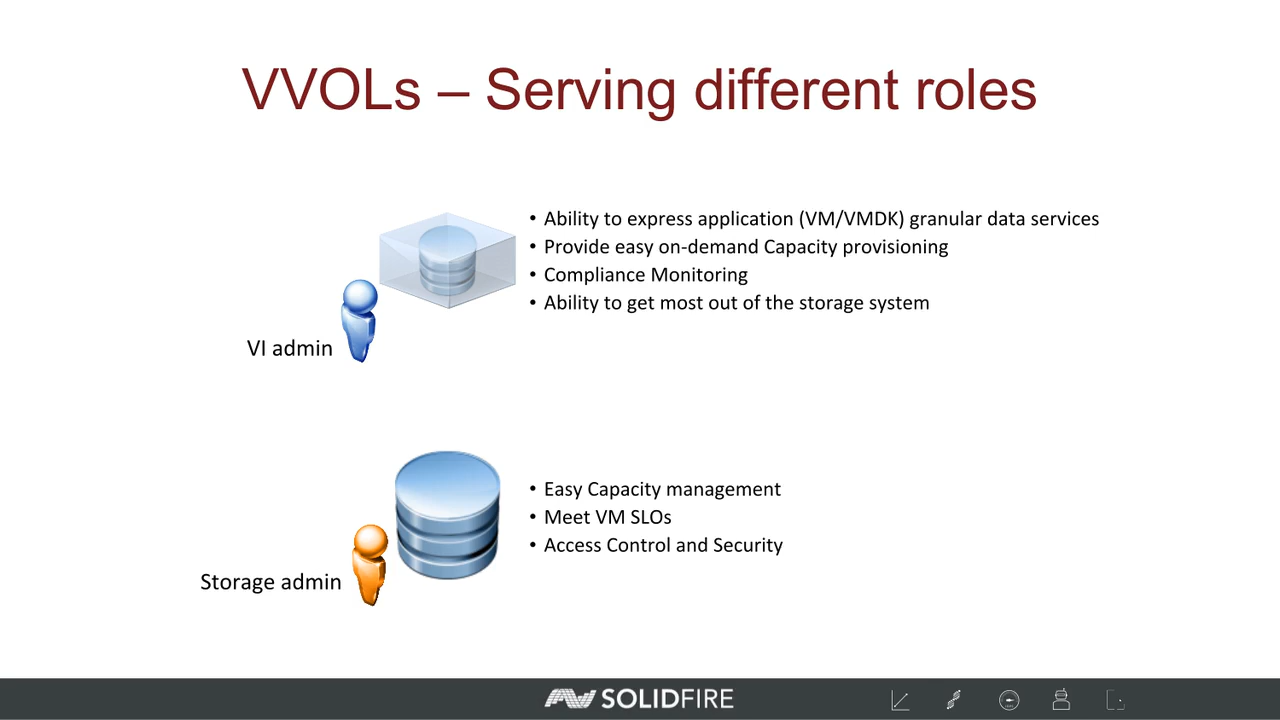 VVOLs – Serving different roles
• Ability to express application (VM/VMDK) granular data services
• Provide easy on-demand Capacity provisioning
• Compliance Monitoring
• Ability to get most out of the storage system
VI admin
• Easy Capacity management
• Meet VM SLOs
• Access Control and Security
Storage admin
SOLIDFIRE